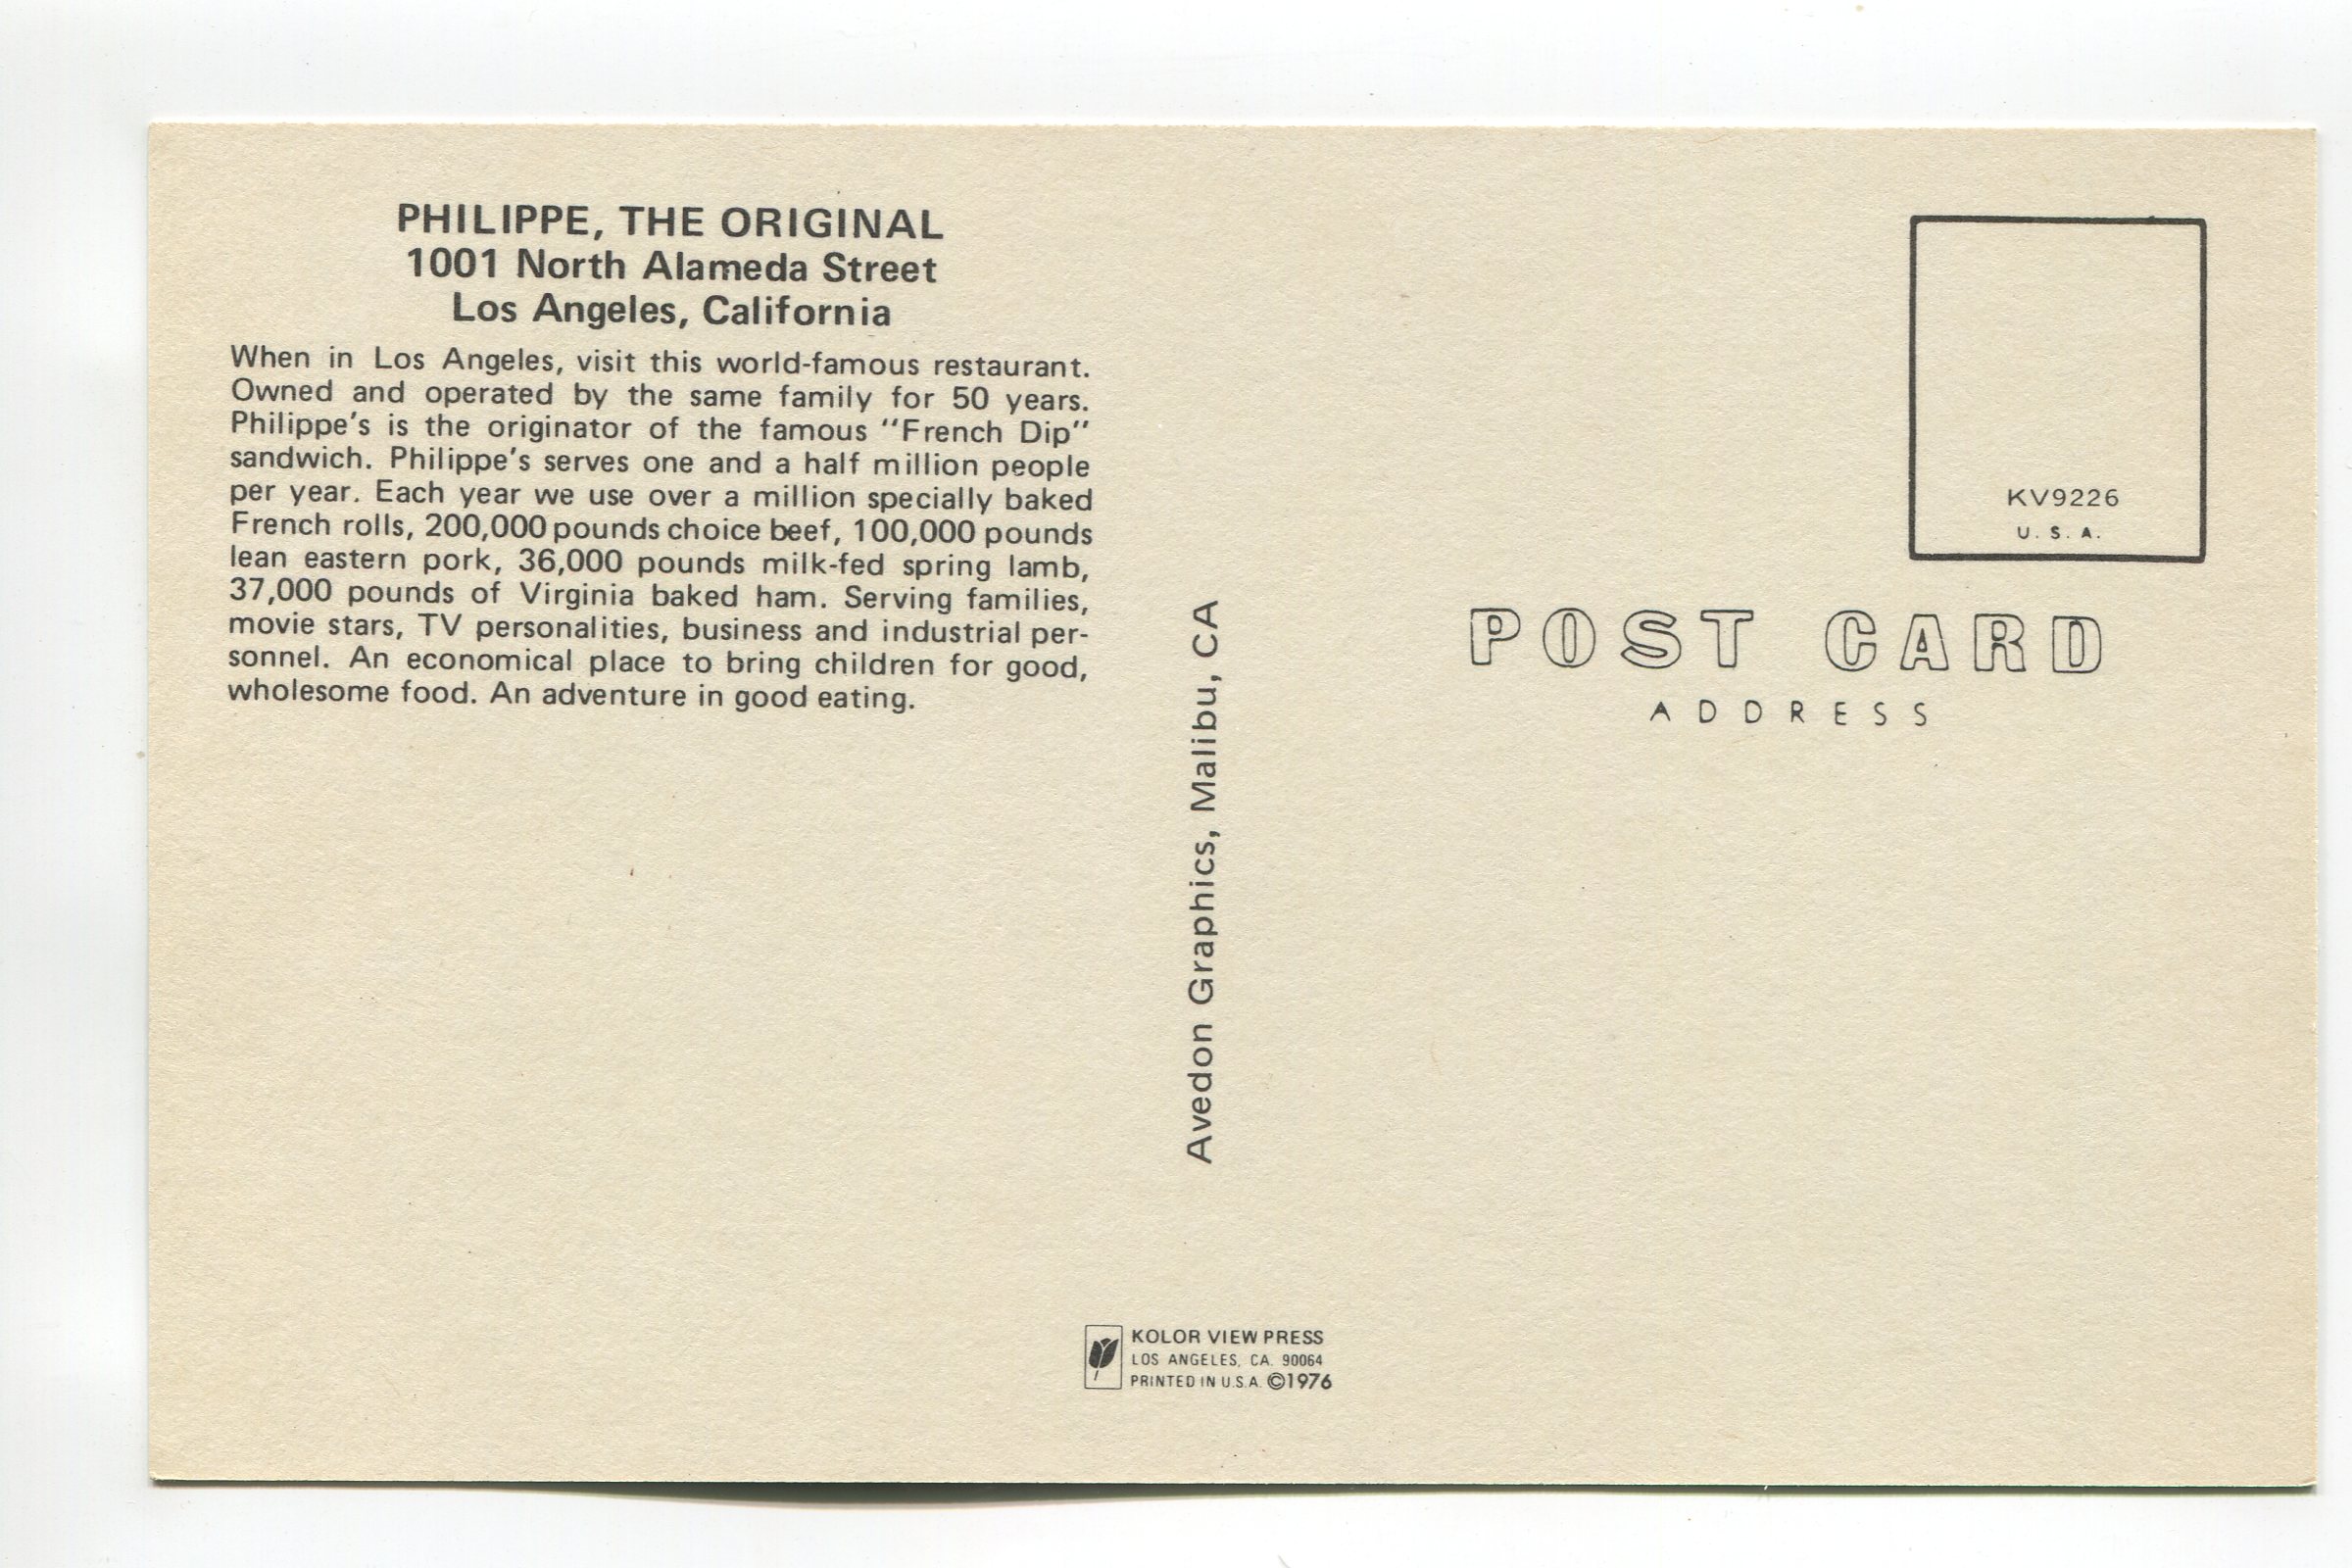 PHILIPPE, THE ORIGINAL
1001 North Alameda Street
Los Angeles, California
When in Los Angeles, visit this world-famous restaurant.
Owned and operated by the same family for 50 years.
Philippe's is the originator of the famous "French Dip"
sandwich. Philippe's serves one and a half million people
per year. Each year we use over a million specially baked
French rolls, 200,000 pounds choice beef, 100,000 pounds
lean eastern pork, 36,000 pounds milk-fed spring lamb,
37,000 pounds of Virginia baked ham. Serving families,
movie stars, TV personalities, business and industrial per-
sonnel. An economical place to bring children for good,
wholesome food. An adventure in good eating.
Avedon Graphics, Malibu, CA
KV9226
U. S. A.
POST CARD
ADDRESS
KOLOR VIEW PRESS
LOS ANGELES, CA. 90064
PRINTED IN U.S.A. ©1976